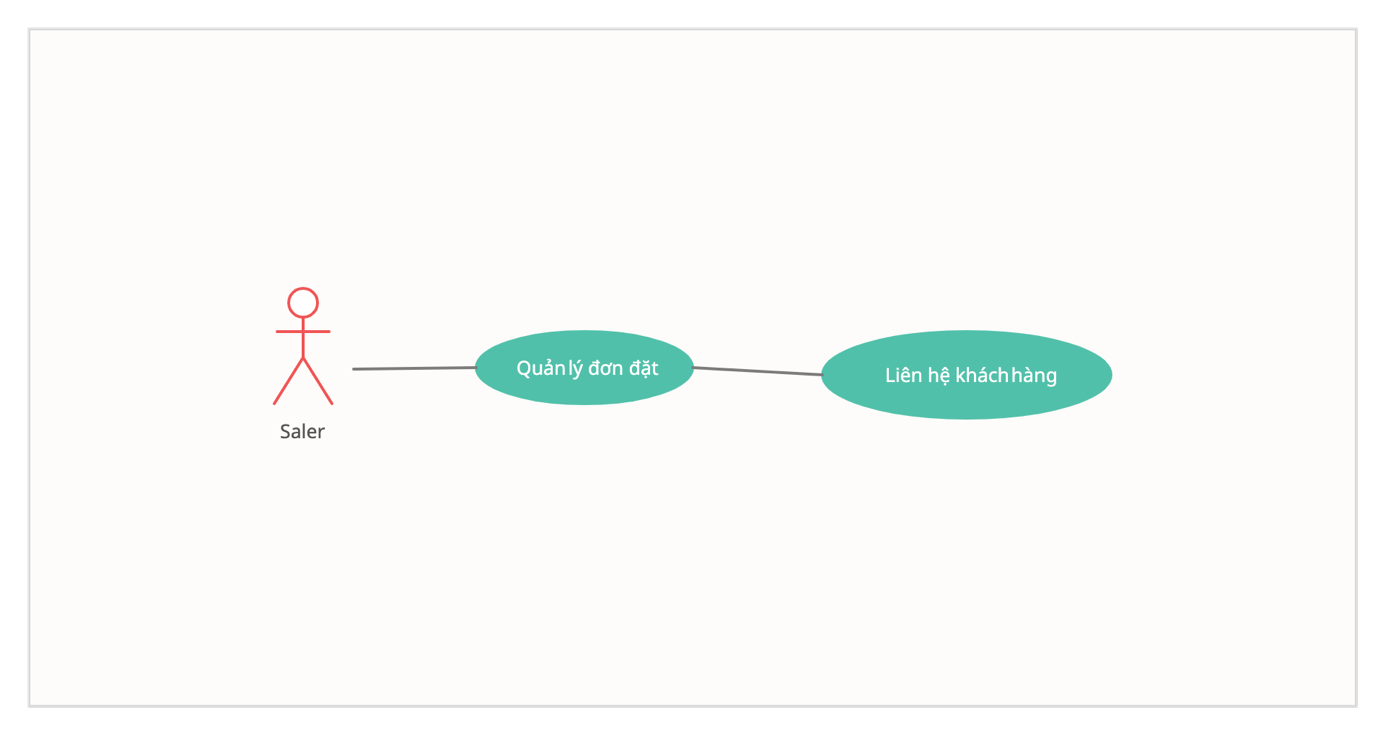 Quản lý đơn đặt
Liên hệ khách hàng
Saler